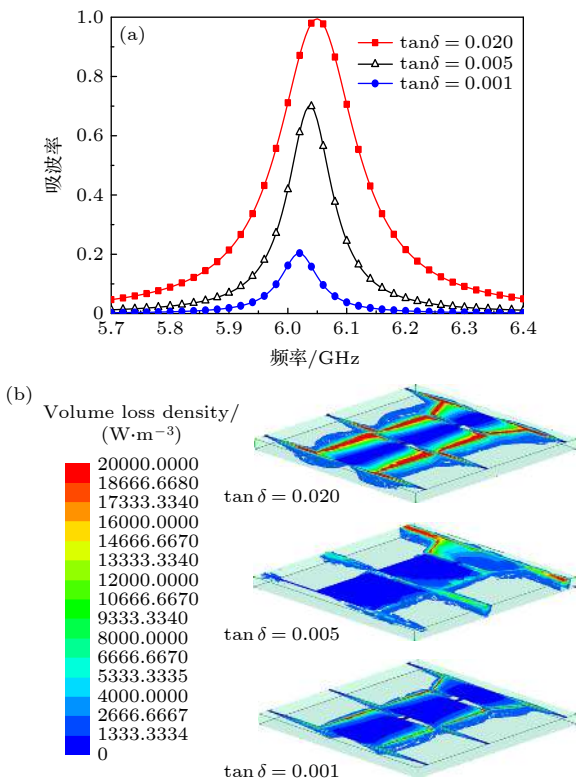 (a)
tanδ = 0.020
tanδ = 0.005
tanδ = 0.001
吸波率
1.0
0.8
0.6
0.4
0.2
0
5.7 5.8 5.9 6.0 6.1 6.2 6.3 6.4
频率/GHz
(b)
Volume loss density/
(W·m⁻³)
20000.0000
18666.6680
17333.3340
16000.0000
14666.6670
13333.3340
12000.0000
10666.6670
9333.3340
8000.0000
6666.6670
5333.3335
4000.0000
2666.6667
1333.3334
0
tan δ = 0.020
tan δ = 0.005
tan δ = 0.001